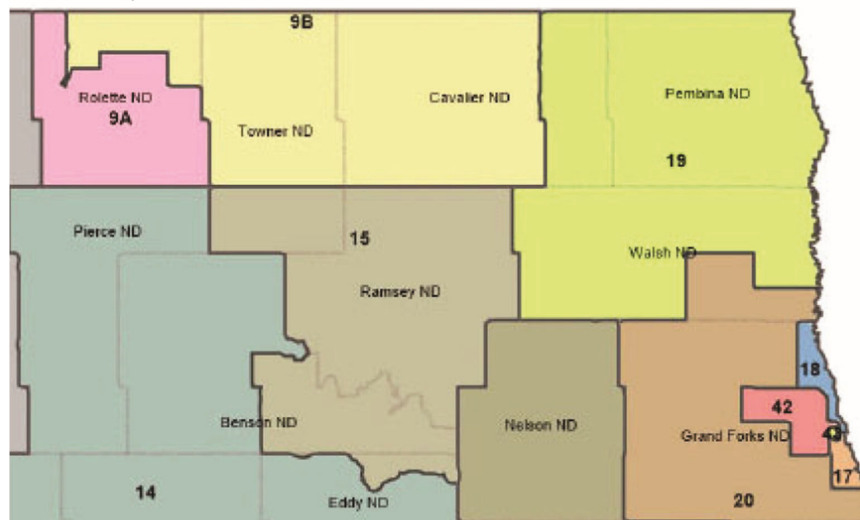 9B
Rolette ND
9A
Cavalier ND
Pembina ND
Towner ND
19
Pierce ND
15
Walsh ND
Ramsey ND
18
42
Benson ND
Nelson ND
Grand Forks ND
17
14
Eddy ND
20